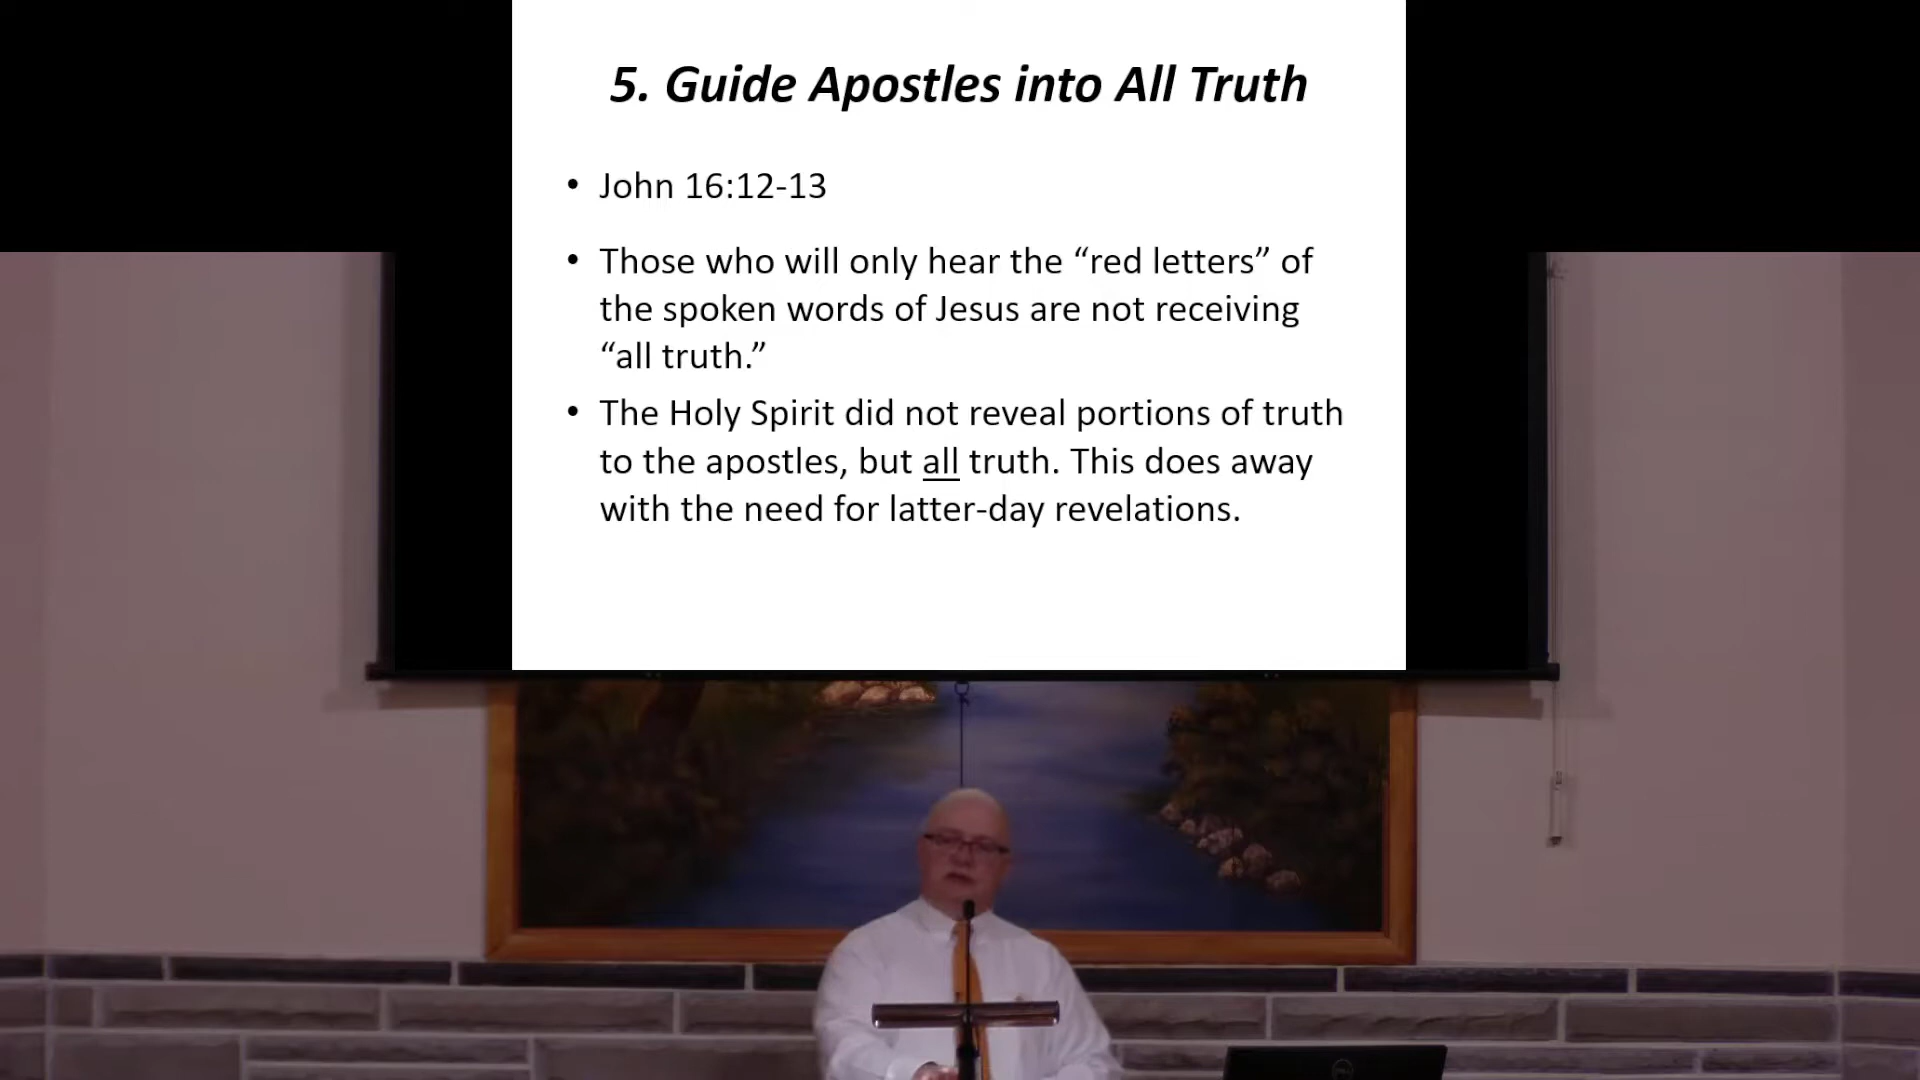 5. Guide Apostles into All Truth
• John 16:12-13
• Those who will only hear the “red letters” of
the spoken words of Jesus are not receiving
“all truth.”
• The Holy Spirit did not reveal portions of truth
to the apostles, but all truth. This does away
with the need for latter-day revelations.
DELL